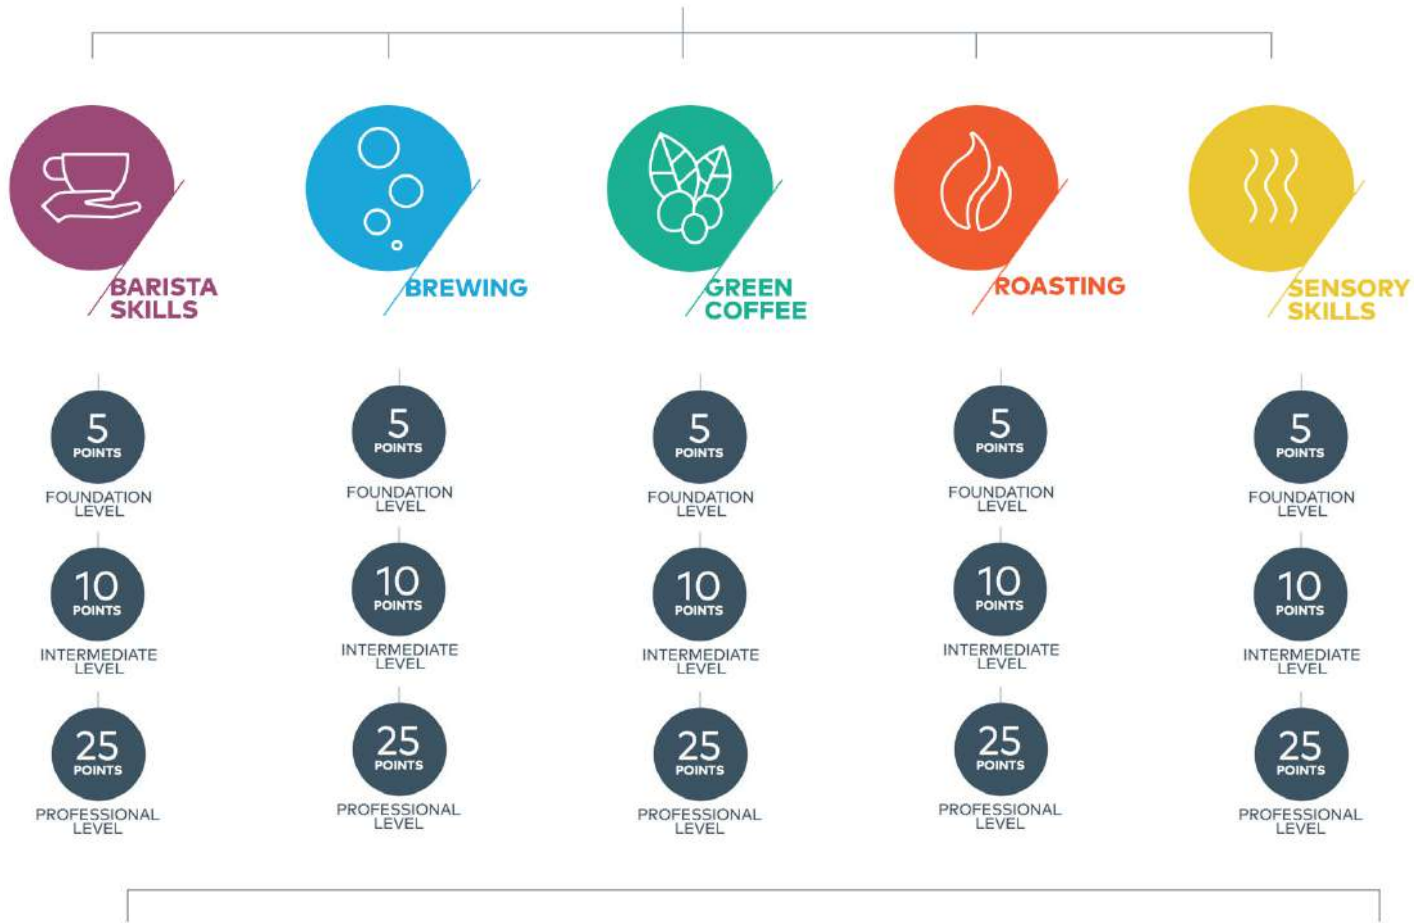 BARISTA
SKILLS
BREWING
GREEN
COFFEE
ROASTING
SENSORY
SKILLS
5
POINTS
FOUNDATION
LEVEL
5
POINTS
FOUNDATION
LEVEL
5
POINTS
FOUNDATION
LEVEL
5
POINTS
FOUNDATION
LEVEL
5
POINTS
FOUNDATION
LEVEL
10
POINTS
INTERMEDIATE
LEVEL
10
POINTS
INTERMEDIATE
LEVEL
10
POINTS
INTERMEDIATE
LEVEL
10
POINTS
INTERMEDIATE
LEVEL
10
POINTS
INTERMEDIATE
LEVEL
25
POINTS
PROFESSIONAL
LEVEL
25
POINTS
PROFESSIONAL
LEVEL
25
POINTS
PROFESSIONAL
LEVEL
25
POINTS
PROFESSIONAL
LEVEL
25
POINTS
PROFESSIONAL
LEVEL